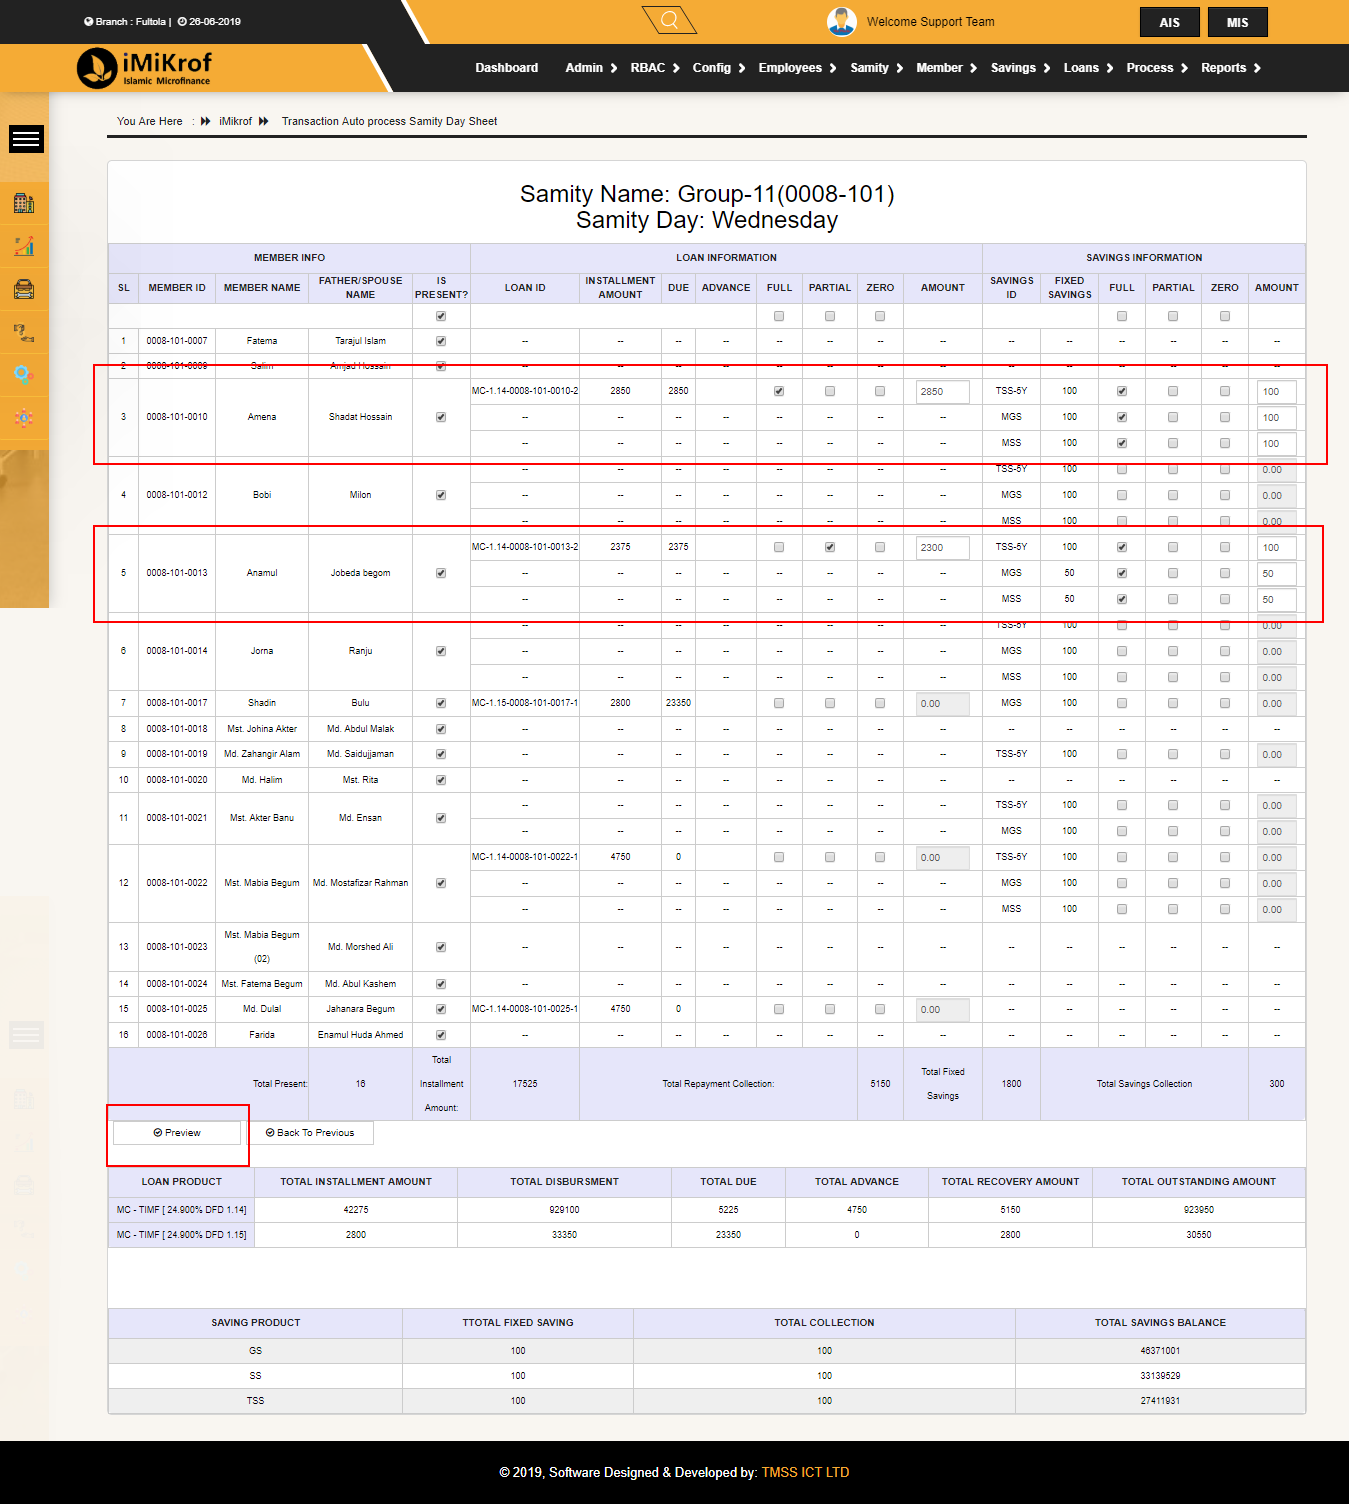 Branch : Fultola | 26-06-2019
Welcome Support Team
AIS
MIS
iMiKrof
Islamic Microfinance
Dashboard Admin RBAC Config Employees Samity Member Savings Loans Process Reports
You Are Here : iMikrof Transaction Auto process Samity Day Sheet
Samity Name: Group-11(0008-101)
Samity Day: Wednesday
MEMBER INFO LOAN INFORMATION SAVINGS INFORMATION
SL MEMBER ID MEMBER NAME FATHER/SPOUSE NAME IS PRESENT? LOAN ID INSTALLMENT AMOUNT DUE ADVANCE FULL PARTIAL ZERO AMOUNT SAVINGS ID FIXED SAVINGS FULL PARTIAL ZERO AMOUNT
1 0008-101-0007 Fatema Tarajul Islam -- -- -- -- -- -- -- -- -- -- -- -- -- --
2 0008-101-0009 Salim Amjad Hossain -- -- -- -- -- -- -- -- -- -- -- -- -- --
3 0008-101-0010 Amena Shadat Hossain MC-1.14-0008-101-0010-2 2850 2850 2850 TSS-5Y 100 100
-- -- -- -- -- -- -- -- MGS 100 100
-- -- -- -- -- -- -- -- MSS 100 100
4 0008-101-0012 Bobi Milon -- -- -- -- -- -- -- -- TSS-5Y 100 0.00
-- -- -- -- -- -- -- -- MGS 100 0.00
-- -- -- -- -- -- -- -- MSS 100 0.00
5 0008-101-0013 Anamul Jobeda begom MC-1.14-0008-101-0013-2 2375 2375 2300 TSS-5Y 100 100
-- -- -- -- -- -- -- -- MGS 50 50
-- -- -- -- -- -- -- -- MSS 50 50
6 0008-101-0014 Jorna Ranju -- -- -- -- -- -- -- -- TSS-5Y 100 0.00
-- -- -- -- -- -- -- -- MGS 100 0.00
-- -- -- -- -- -- -- -- MSS 100 0.00
7 0008-101-0017 Shadin Bulu MC-1.15-0008-101-0017-1 2800 23350 0.00 MGS 100 0.00
8 0008-101-0018 Mst. Johina Akter Md. Abdul Malak -- -- -- -- -- -- -- -- -- -- -- -- -- --
9 0008-101-0019 Md. Zahangir Alam Md. Saidujjaman -- -- -- -- -- -- -- -- TSS-5Y 100 0.00
10 0008-101-0020 Md. Halim Mst. Rita -- -- -- -- -- -- -- -- -- -- -- -- -- --
11 0008-101-0021 Mst. Akter Banu Md. Ensan -- -- -- -- -- -- -- -- TSS-5Y 100 0.00
-- -- -- -- -- -- -- -- MGS 100 0.00
12 0008-101-0022 Mst. Mabia Begum Md. Mostafizar Rahman MC-1.14-0008-101-0022-1 4750 0 0.00 TSS-5Y 100 0.00
-- -- -- -- -- -- -- -- MGS 100 0.00
-- -- -- -- -- -- -- -- MSS 100 0.00
13 0008-101-0023 Mst. Mabia Begum (02) Md. Morshed Ali -- -- -- -- -- -- -- -- -- -- -- -- -- --
14 0008-101-0024 Mst. Fatema Begum Md. Abul Kashem -- -- -- -- -- -- -- -- -- -- -- -- -- --
15 0008-101-0025 Md. Dulal Jahanara Begum MC-1.14-0008-101-0025-1 4750 0 0.00 -- -- -- -- -- --
16 0008-101-0026 Farida Enamul Huda Ahmed -- -- -- -- -- -- -- -- -- -- -- -- -- --
Total Present: 16 Total Installment Amount: 17525 Total Repayment Collection: 5150 Total Fixed Savings 1800 Total Savings Collection 300
Preview Back To Previous
LOAN PRODUCT TOTAL INSTALLMENT AMOUNT TOTAL DISBURSMENT TOTAL DUE TOTAL ADVANCE TOTAL RECOVERY AMOUNT TOTAL OUTSTANDING AMOUNT
MC - TIMF [ 24.900% DFD 1.14] 42275 929100 5225 4750 5150 923950
MC - TIMF [ 24.900% DFD 1.15] 2800 33350 23350 0 2800 30550
SAVING PRODUCT TTOTAL FIXED SAVING TOTAL COLLECTION TOTAL SAVINGS BALANCE
GS 100 100 46371001
SS 100 100 33139529
TSS 100 100 27411931
© 2019, Software Designed & Developed by: TMSS ICT LTD